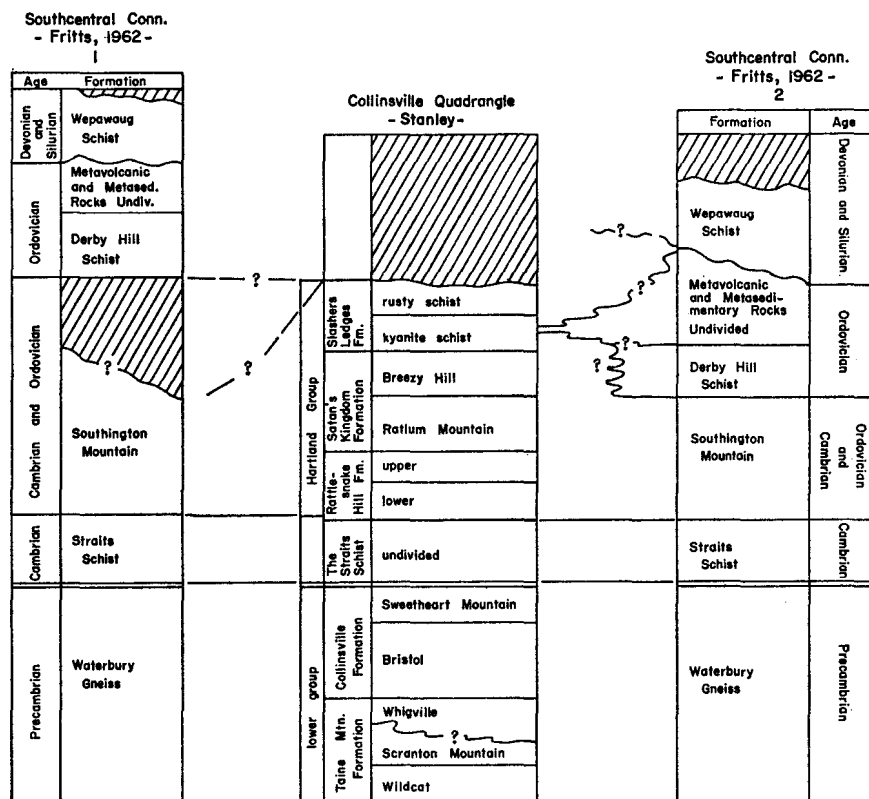 Southcentral Conn.
- Fritts, 1962 -
1
Age Formation
Devonian and Silurian
Wepawaug
Schist
Ordovician
Metavolcanic
and Metased.
Rocks Undiv.
Derby Hill
Schist
Cambrian and Ordovician
?
Southington
Mountain
Cambrian
Straits
Schist
Precambrian
Waterbury
Gneiss
?
?
Collinsville Quadrangle
- Stanley -
Hartland Group
Slashers
Ledges
Fm.
rusty schist
kyanite schist
Satan's
Kingdom
Formation
Breezy Hill
Ratlum Mountain
Rattle-
snake
Hill Fm.
upper
lower
The
Straits
Schist
undivided
lower group
Collinsville
Formation
Sweetheart Mountain
Bristol
Taine Mtn.
Formation
Whigville
?
Scranton Mountain
Wildcat
?
?
?
?
Southcentral Conn.
- Fritts, 1962 -
2
Formation Age
Wepawaug
Schist
Devonian and Silurian
Metavolcanic
and Metasedi-
mentary Rocks
Undivided
Derby Hill
Schist
Ordovician
Southington
Mountain
Ordovician
and
Cambrian
Straits
Schist
Cambrian
Waterbury
Gneiss
Precambrian